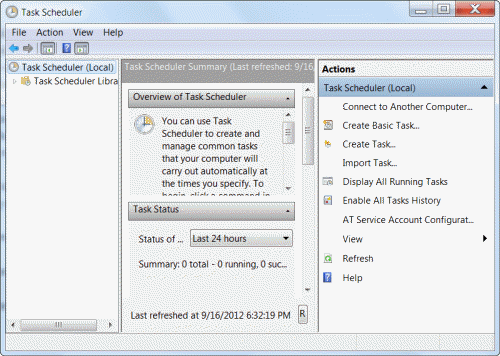 Task Scheduler
File Action View Help
Task Scheduler (Local)
Task Scheduler Libra
Task Scheduler Summary (Last refreshed: 9/16
Overview of Task Scheduler
You can use Task
Scheduler to create and
manage common tasks
that your computer will
carry out automatically at
the times you specify. To
begin, click a command in
Task Status
Status of ... Last 24 hours
Summary: 0 total - 0 running, 0 suc...
Last refreshed at 9/16/2012 6:32:19 PM R
Actions
Task Scheduler (Local)
Connect to Another Computer...
Create Basic Task...
Create Task...
Import Task...
Display All Running Tasks
Enable All Tasks History
AT Service Account Configurat...
View
Refresh
Help